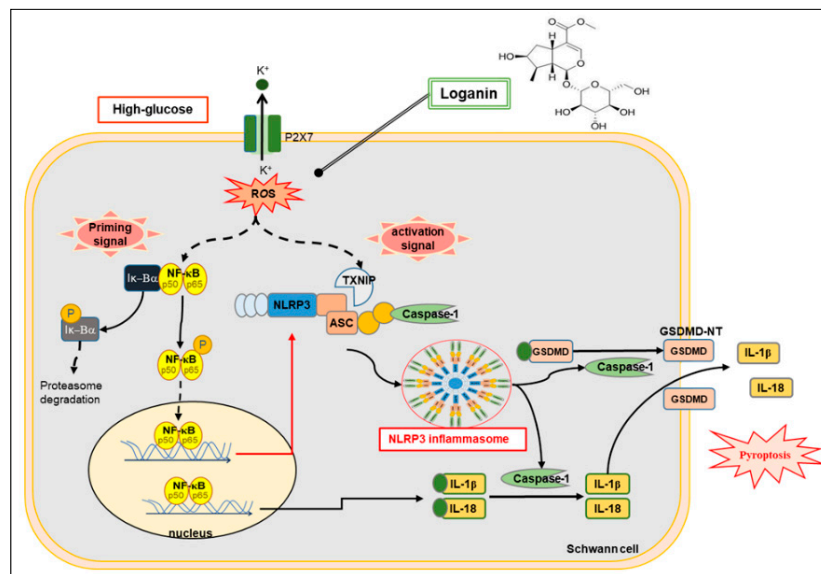 K⁺
High-glucose
Loganin
P2X7
K⁺
ROS
O
HO
H
O
O
H
O
O
OH
OH
HO
OH
Priming
signal
activation
signal
Iκ–Bα
NF-κB
p50 p65
TXNIP
NLRP3
ASC
Caspase-1
P
Iκ–Bα
Proteasome
degradation
P
NF-κB
p50 p65
NF-κB
p50 p65
NF-κB
p50 p65
nucleus
NLRP3 inflammasome
GSDMD
GSDMD-NT
GSDMD
GSDMD
Caspase-1
IL-1β
IL-18
Pyroptosis
Caspase-1
IL-1β
IL-18
IL-1β
IL-18
Schwann cell